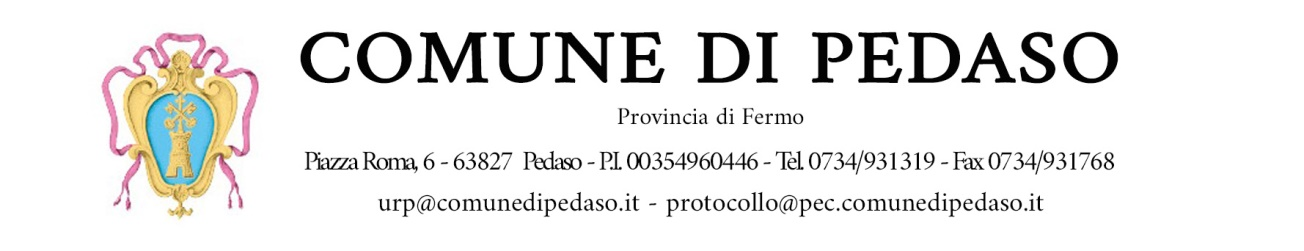 COMUNE DI PEDASO
Provincia di Fermo
Piazza Roma, 6 - 63827 Pedaso - P.I. 00354960446 - Tel. 0734/931319 - Fax 0734/931768
urp@comunedipedaso.it - protocollo@pec.comunedipedaso.it